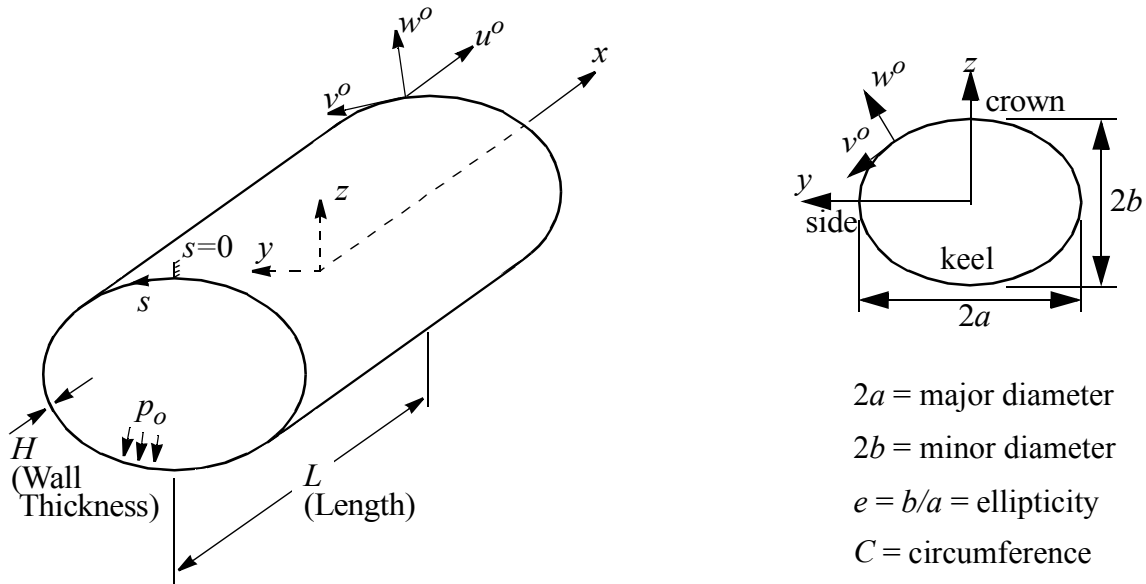 w^o
u^o
v^o
x
z
y
s=0
s
p_o
H
(Wall
Thickness)
L
(Length)
w^o
z
crown
v^o
y
side
2b
keel
2a
2a = major diameter
2b = minor diameter
e = b/a = ellipticity
C = circumference